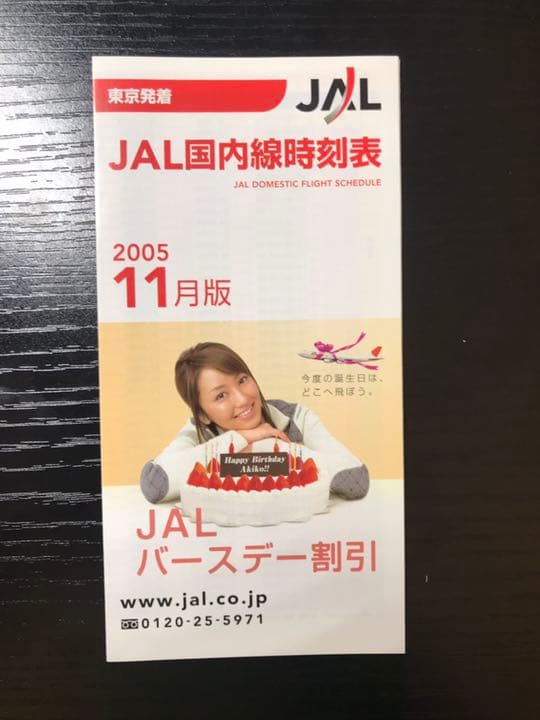 東京発着
JAL
JAL国内線時刻表
JAL DOMESTIC FLIGHT SCHEDULE
2005
11月版
今度の誕生日は、
どこへ飛ぼう。
Happy Birthday
Akiko!!
JAL
バースデー割引
www.jal.co.jp
0120-25-5971